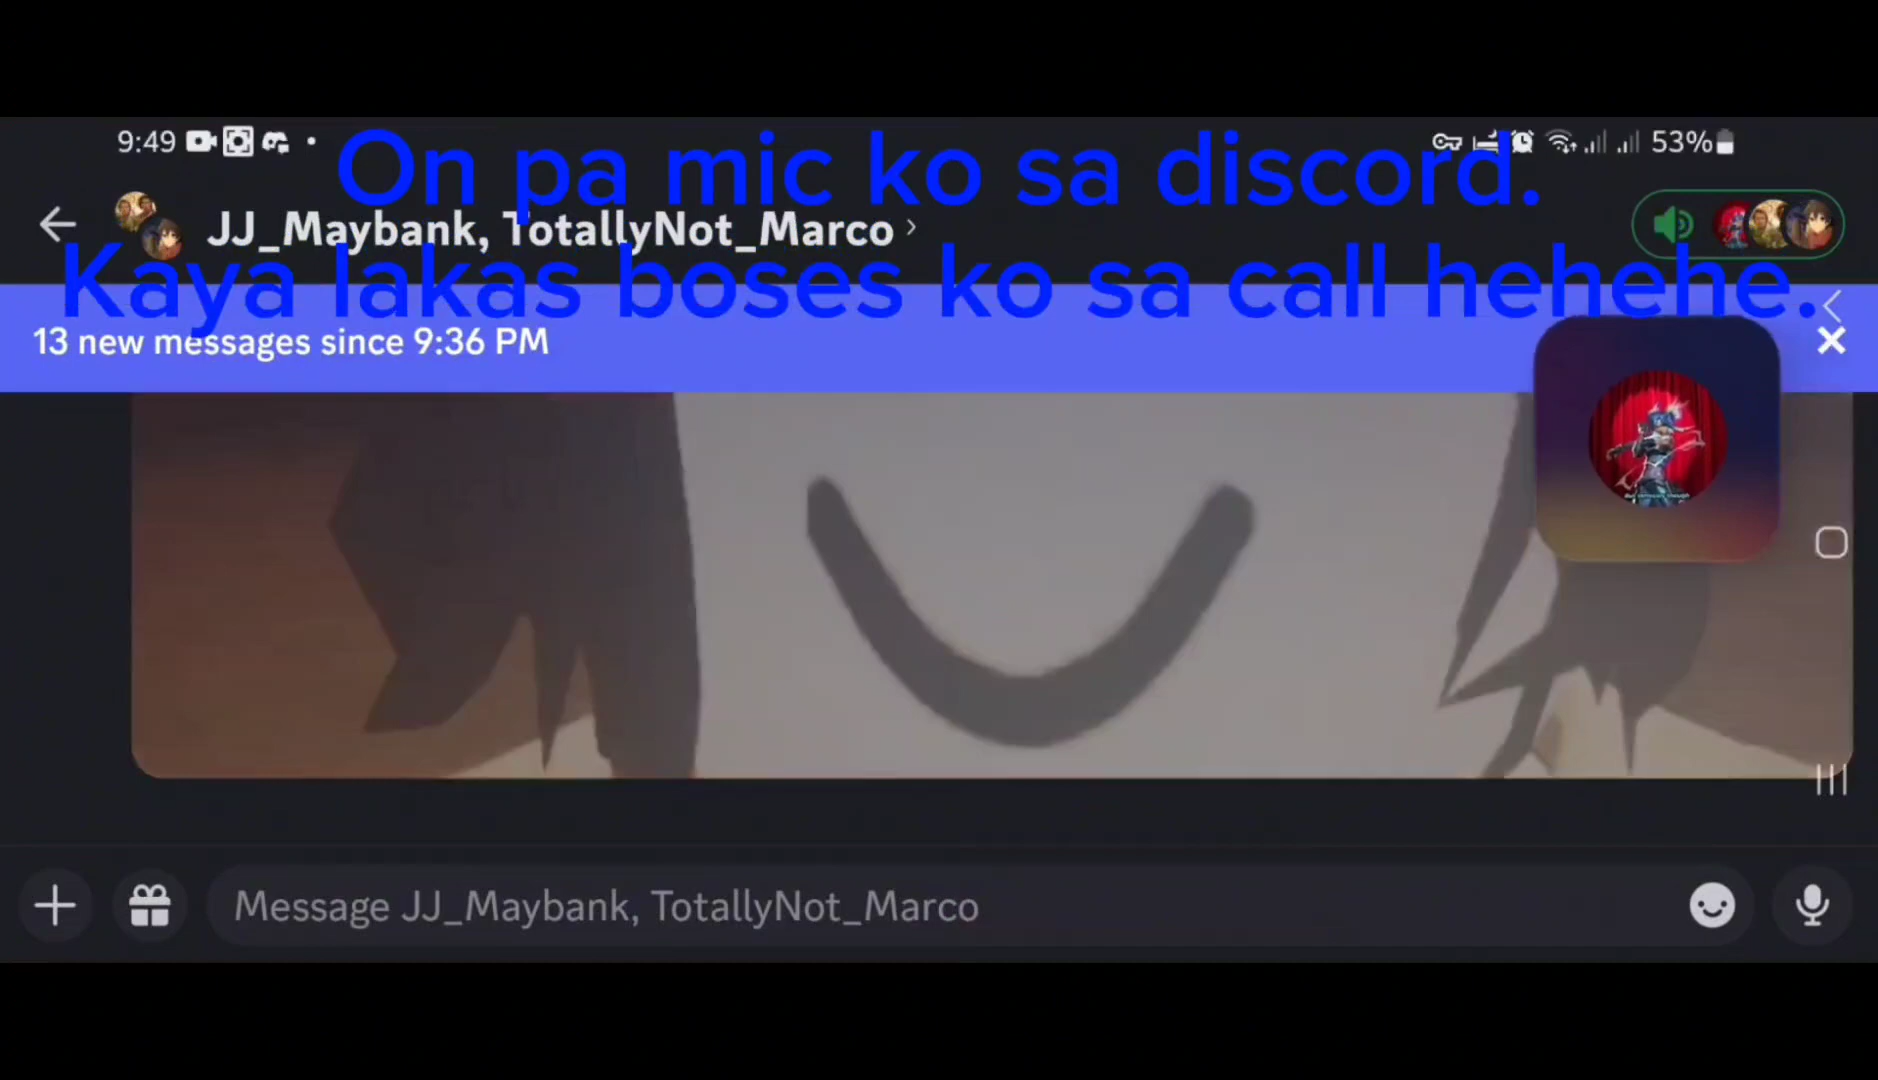 9:49
53%
On pa mic ko sa discord.
JJ_Maybank, TotallyNot_Marco
Kaya lakas boses ko sa call hehehe.
13 new messages since 9:36 PM
Message JJ_Maybank, TotallyNot_Marco